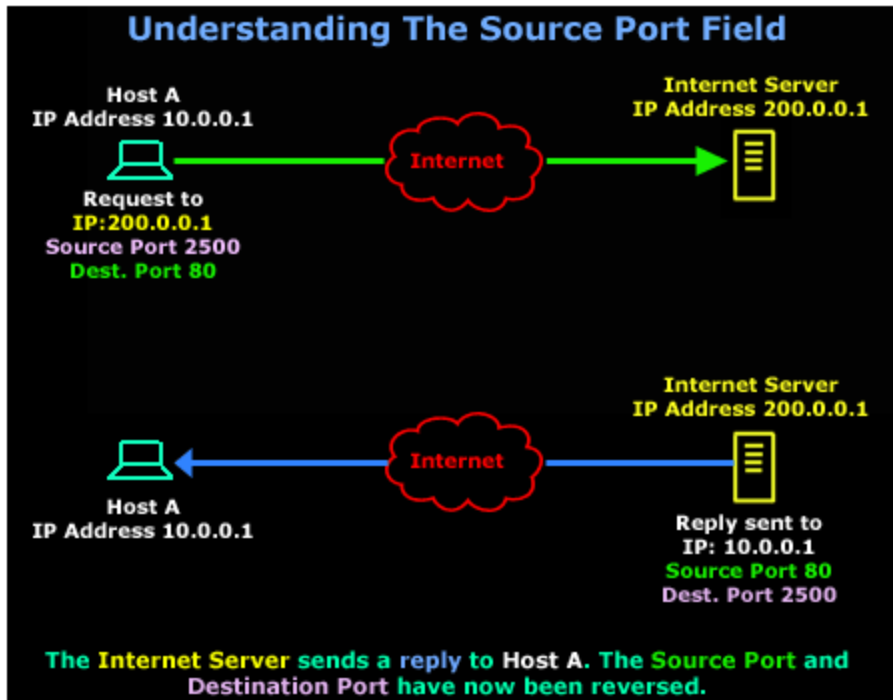 Understanding The Source Port Field
Host A
IP Address 10.0.0.1
Internet Server
IP Address 200.0.0.1
Internet
Request to
IP:200.0.0.1
Source Port 2500
Dest. Port 80
Internet Server
IP Address 200.0.0.1
Internet
Host A
IP Address 10.0.0.1
Reply sent to
IP: 10.0.0.1
Source Port 80
Dest. Port 2500
The Internet Server sends a reply to Host A. The Source Port and
Destination Port have now been reversed.